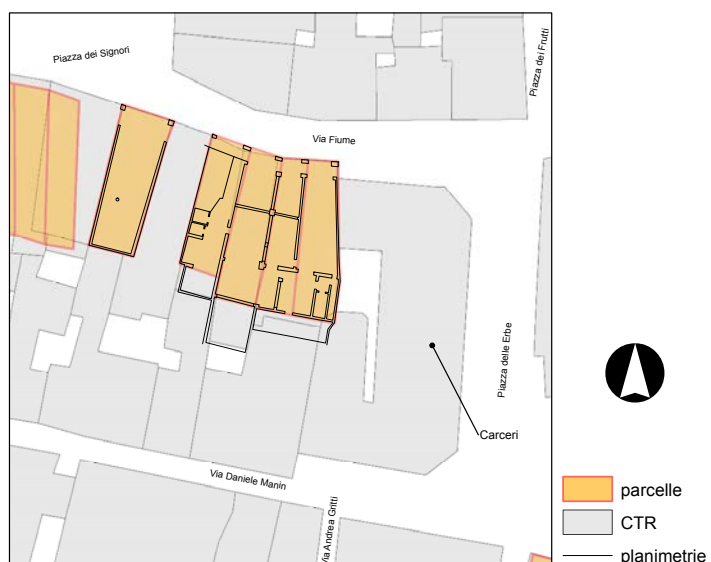 Piazza dei Signori
Piazza dei Frutti
Via Fiume
Piazza delle Erbe
Carceri
Via Daniele Manin
Via Andrea Gritti
parcelle
CTR
planimetrie